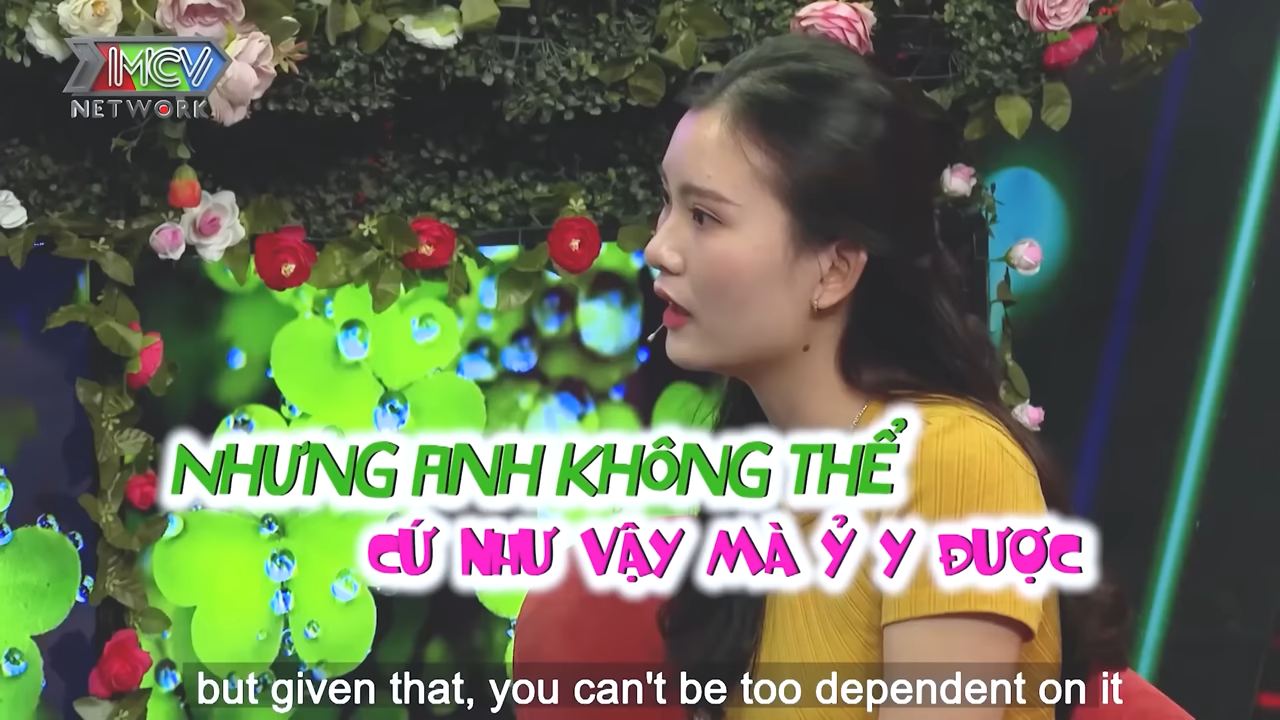 MCV
NETWORK
NHƯNG ANH KHÔNG THỂ
CỨ NHƯ VẬY MÀ Ỷ Y ĐƯỢC
but given that, you can't be too dependent on it